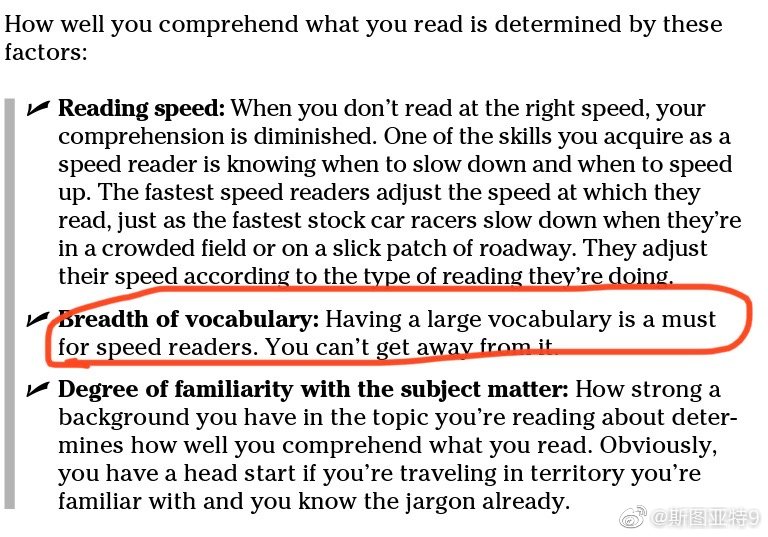 How well you comprehend what you read is determined by these
factors:
Reading speed: When you don't read at the right speed, your
comprehension is diminished. One of the skills you acquire as a
speed reader is knowing when to slow down and when to speed
up. The fastest speed readers adjust the speed at which they
read, just as the fastest stock car racers slow down when they're
in a crowded field or on a slick patch of roadway. They adjust
their speed according to the type of reading they're doing.
Breadth of vocabulary: Having a large vocabulary is a must
for speed readers. You can't get away from it.
Degree of familiarity with the subject matter: How strong a
background you have in the topic you're reading about deter-
mines how well you comprehend what you read. Obviously,
you have a head start if you're traveling in territory you're
familiar with and you know the jargon already.
@斯图亚特9